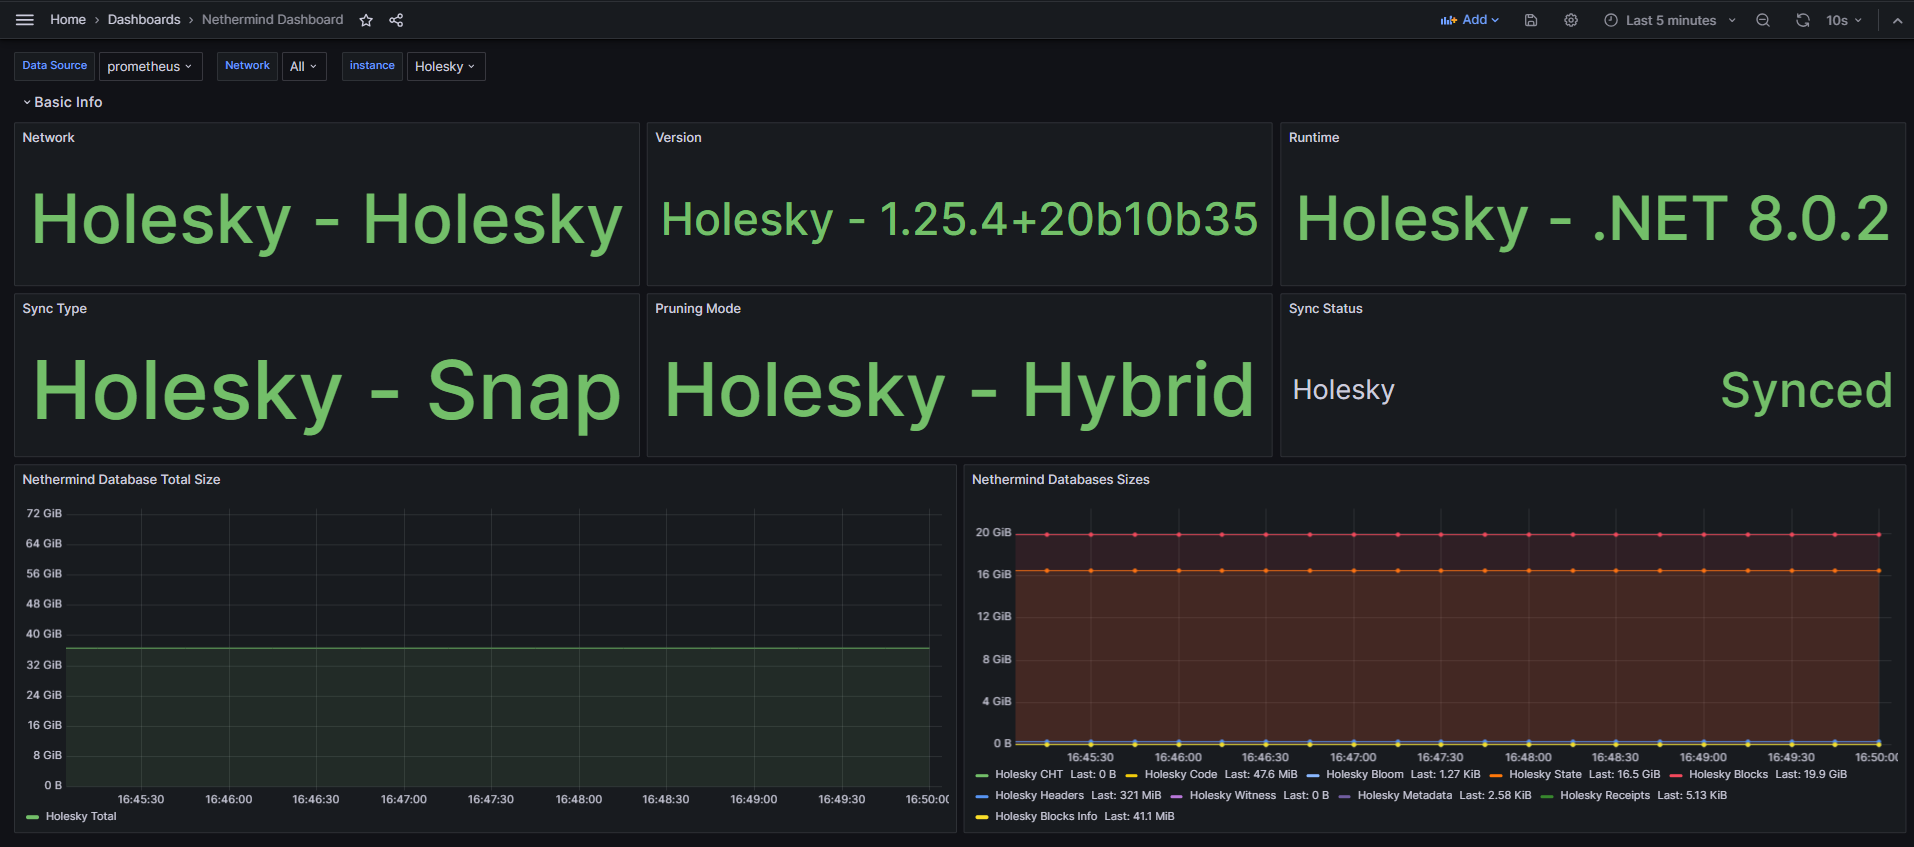 Home › Dashboards › Nethermind Dashboard
Add
Last 5 minutes
10s
Data Source prometheus Network All instance Holesky
Basic Info
Network
Holesky - Holesky
Version
Holesky - 1.25.4+20b10b35
Runtime
Holesky - .NET 8.0.2
Sync Type
Holesky - Snap
Pruning Mode
Holesky - Hybrid
Sync Status
Holesky Synced
Nethermind Database Total Size
72 GiB
64 GiB
56 GiB
48 GiB
40 GiB
32 GiB
24 GiB
16 GiB
8 GiB
0 B
16:45:30 16:46:00 16:46:30 16:47:00 16:47:30 16:48:00 16:48:30 16:49:00 16:49:30 16:50:00
Holesky Total
Nethermind Databases Sizes
20 GiB
16 GiB
12 GiB
8 GiB
4 GiB
0 B
16:45:30 16:46:00 16:46:30 16:47:00 16:47:30 16:48:00 16:48:30 16:49:00 16:49:30 16:50:00
Holesky CHT Last: 0 B Holesky Code Last: 47.6 MiB Holesky Bloom Last: 1.27 KiB Holesky State Last: 16.5 GiB Holesky Blocks Last: 19.9 GiB
Holesky Headers Last: 321 MiB Holesky Witness Last: 0 B Holesky Metadata Last: 2.58 KiB Holesky Receipts Last: 5.13 KiB
Holesky Blocks Info Last: 41.1 MiB